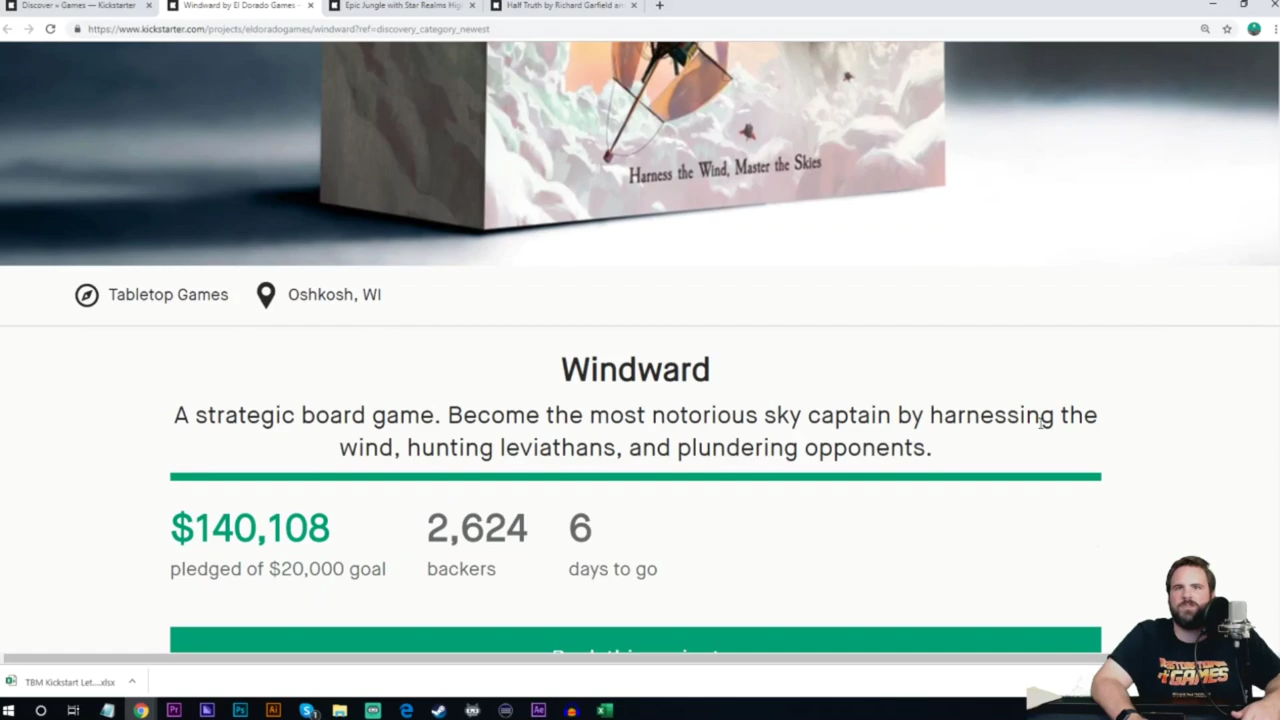 Discover » Games — Kickstarter
Windward by El Dorado Games -
Epic Jungle with Star Realms Hig
Half Truth by Richard Garfield an
https://www.kickstarter.com/projects/eldoradogames/windward?ref=discovery_category_newest
Harness the Wind, Master the Skies
Tabletop Games
Oshkosh, WI
Windward
A strategic board game. Become the most notorious sky captain by harnessing the
wind, hunting leviathans, and plundering opponents.
$140,108
pledged of $20,000 goal
2,624
backers
6
days to go
TBM Kickstart Let....xlsx
GAMES